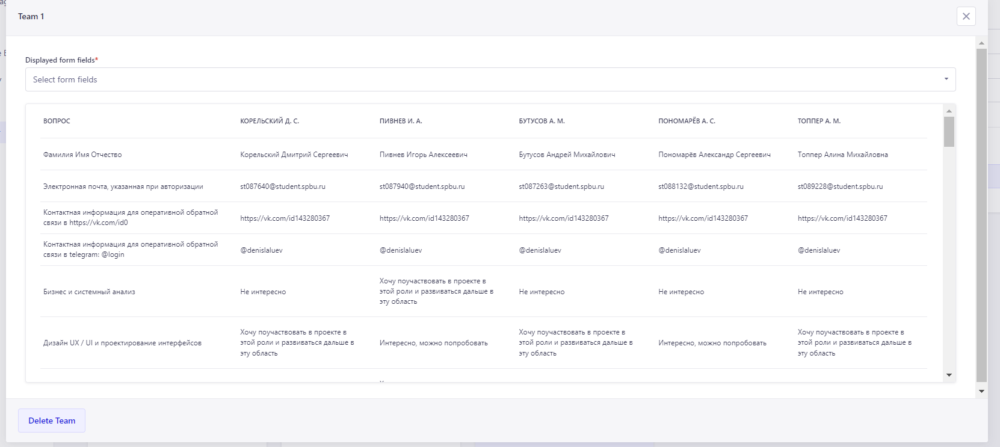 Team 1
Displayed form fields*
Select form fields
ВОПРОС КОРЕЛЬСКИЙ Д. С. ПИВНЕВ И. А. БУТУСОВ А. М. ПОНОМАРЁВ А. С. ТОППЕР А. М.
Фамилия Имя Отчество Корельский Дмитрий Сергеевич Пивнев Игорь Алексеевич Бутусов Андрей Михайлович Пономарёв Александр Сергеевич Топпер Алина Михайловна
Электронная почта, указанная при авторизации st087640@student.spbu.ru st087940@student.spbu.ru st087263@student.spbu.ru st088132@student.spbu.ru st089228@student.spbu.ru
Контактная информация для оперативной обратной
связи в https://vk.com/id0
https://vk.com/id143280367 https://vk.com/id143280367 https://vk.com/id143280367 https://vk.com/id143280367 https://vk.com/id143280367
Контактная информация для оперативной обратной
связи в telegram: @login
@denislaluev @denislaluev @denislaluev @denislaluev @denislaluev
Бизнес и системный анализ
Не интересно
Хочу поучаствовать в проекте в
этой роли и развиваться дальше в
эту область
Не интересно
Не интересно
Не интересно
Дизайн UX / UI и проектирование интерфейсов
Хочу поучаствовать в проекте в
этой роли и развиваться дальше в
эту область
Интересно, можно попробовать
Хочу поучаствовать в проекте в
этой роли и развиваться дальше в
эту область
Интересно, можно попробовать
Хочу поучаствовать в проекте в
этой роли и развиваться дальше в
эту область
Delete Team